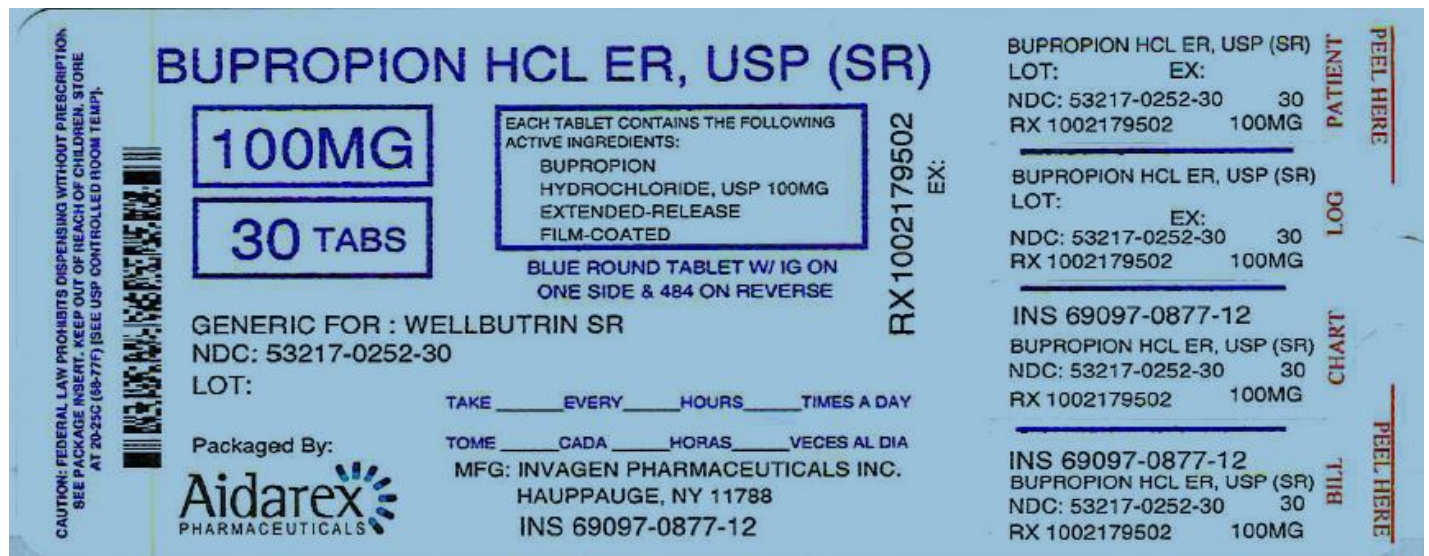 CAUTION: FEDERAL LAW PROHIBITS DISPENSING WITHOUT PRESCRIPTION.
SEE PACKAGE INSERT. KEEP OUT OF REACH OF CHILDREN. STORE
AT 20-25C (68-77F) [SEE USP CONTROLLED ROOM TEMP].
BUPROPION HCL ER, USP (SR)
100MG
30 TABS
EACH TABLET CONTAINS THE FOLLOWING
ACTIVE INGREDIENTS:
BUPROPION
HYDROCHLORIDE, USP 100MG
EXTENDED-RELEASE
FILM-COATED
BLUE ROUND TABLET W/ IG ON
ONE SIDE & 484 ON REVERSE
RX1002179502
EX:
GENERIC FOR : WELLBUTRIN SR
NDC: 53217-0252-30
LOT:
TAKE _____EVERY_____HOURS_____TIMES A DAY
TOME _____CADA _____HORAS_____VECES AL DIA
Packaged By:
Aidarex
PHARMACEUTICALS
MFG: INVAGEN PHARMACEUTICALS INC.
HAUPPAUGE, NY 11788
INS 69097-0877-12
BUPROPION HCL ER, USP (SR)
LOT: EX:
NDC: 53217-0252-30 30
RX 1002179502 100MG
PATIENT
PEEL HERE
BUPROPION HCL ER, USP (SR)
LOT:
EX:
NDC: 53217-0252-30 30
RX 1002179502 100MG
LOG
INS 69097-0877-12
BUPROPION HCL ER, USP (SR)
NDC: 53217-0252-30 30
RX 1002179502 100MG
CHART
INS 69097-0877-12
BUPROPION HCL ER, USP (SR)
NDC: 53217-0252-30 30
RX 1002179502 100MG
BILL
PEEL HERE